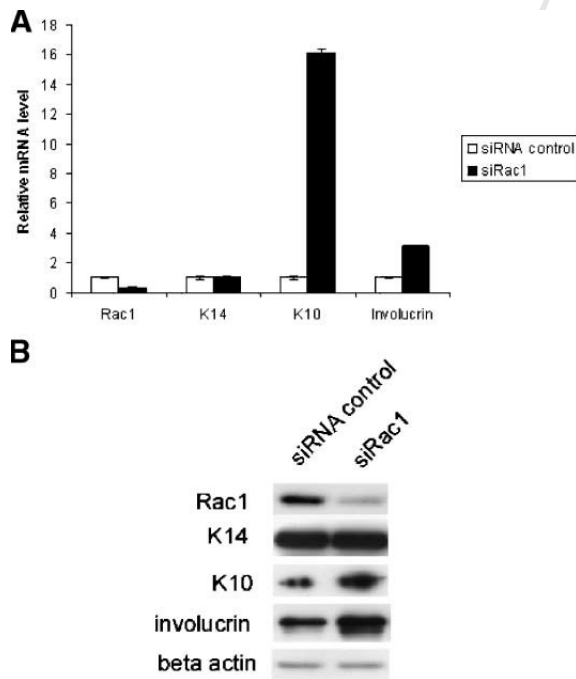 A
Relative mRNA level
18
16
14
12
10
8
6
4
2
0
Rac1 K14 K10 Involucrin
siRNA control
siRac1
B
siRNA control siRac1
Rac1
K14
K10
involucrin
beta actin